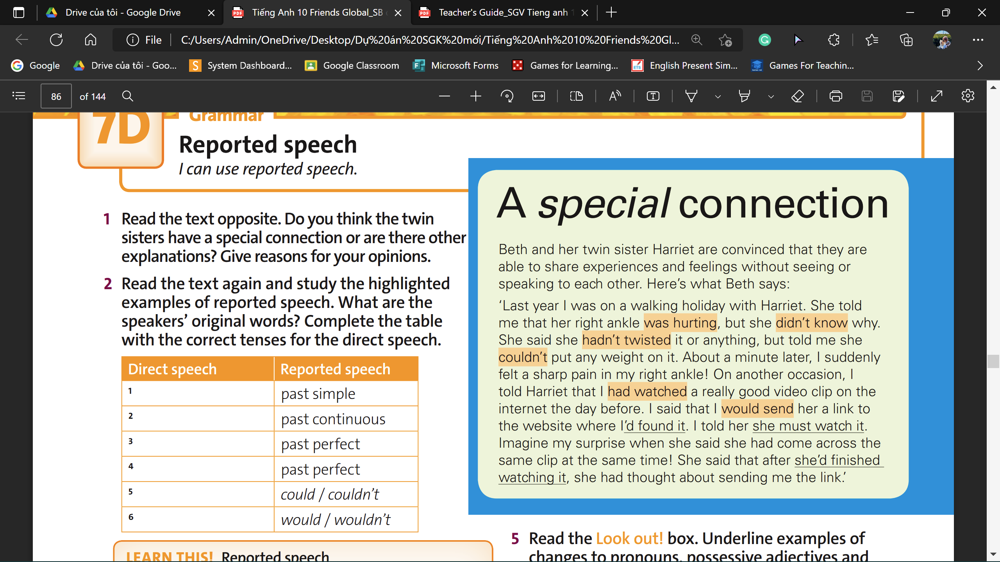 Drive của tôi - Google Drive
Tiếng Anh 10 Friends Global_SB
Teacher's Guide_SGV Tieng anh 1
File
C:/Users/Admin/OneDrive/Desktop/Dự%20án%20SGK%20mới/Tiếng%20Anh%2010%20Friends%20Gl...
Google
Drive của tôi - Goo...
System Dashboard...
Google Classroom
Microsoft Forms
Games for Learning...
English Present Sim...
Games For Teachin...
86 of 144
7D
Grammar
Reported speech
I can use reported speech.
1 Read the text opposite. Do you think the twin
sisters have a special connection or are there other
explanations? Give reasons for your opinions.
2 Read the text again and study the highlighted
examples of reported speech. What are the
speakers’ original words? Complete the table
with the correct tenses for the direct speech.
Direct speech Reported speech
1 past simple
2 past continuous
3 past perfect
4 past perfect
5 could / couldn’t
6 would / wouldn’t
LEARN THIS! Reported speech
A special connection
Beth and her twin sister Harriet are convinced that they are
able to share experiences and feelings without seeing or
speaking to each other. Here’s what Beth says:
‘Last year I was on a walking holiday with Harriet. She told
me that her right ankle was hurting, but she didn’t know why.
She said she hadn’t twisted it or anything, but told me she
couldn’t put any weight on it. About a minute later, I suddenly
felt a sharp pain in my right ankle! On another occasion, I
told Harriet that I had watched a really good video clip on the
internet the day before. I said that I would send her a link to
the website where I’d found it. I told her she must watch it.
Imagine my surprise when she said she had come across the
same clip at the same time! She said that after she’d finished
watching it, she had thought about sending me the link.’
5 Read the Look out! box. Underline examples of
changes to pronouns, possessive adjectives and